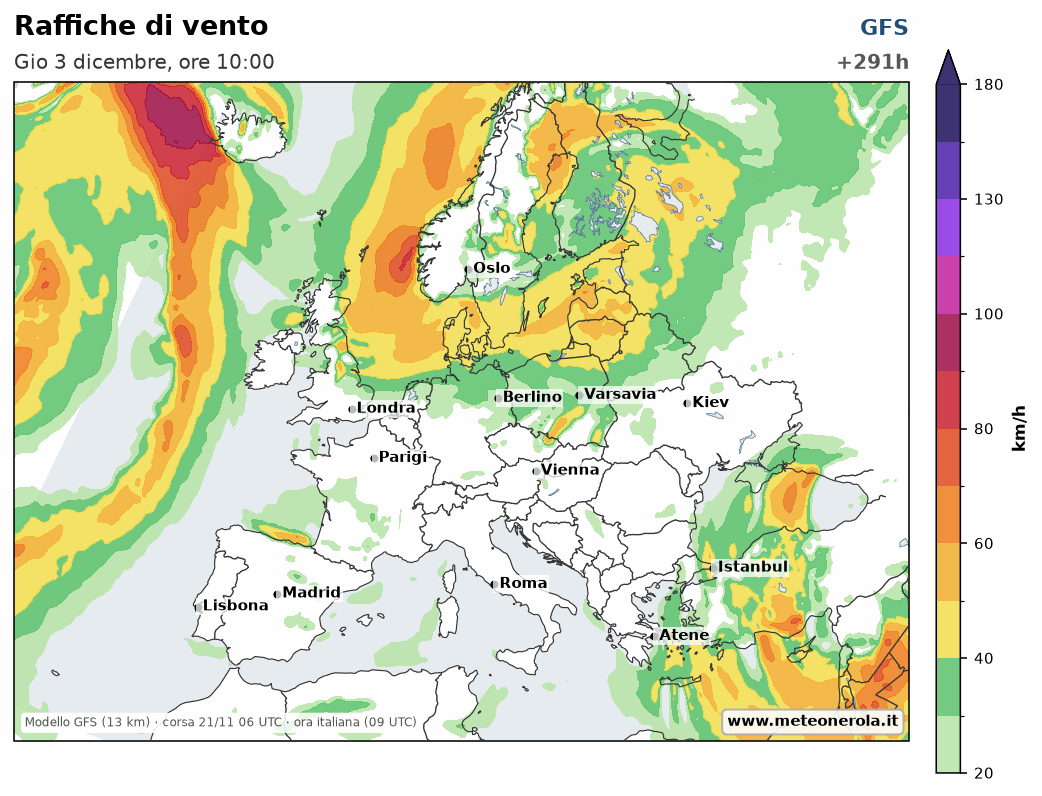 Raffiche di vento
GFS
Gio 3 dicembre, ore 10:00
+291h
180
130
100
80
60
40
20
km/h
Oslo
Londra
Berlino
Varsavia
Kiev
Parigi
Vienna
Istanbul
Roma
Madrid
Lisbona
Atene
Modello GFS (13 km) · corsa 21/11 06 UTC · ora italiana (09 UTC)
www.meteonerola.it